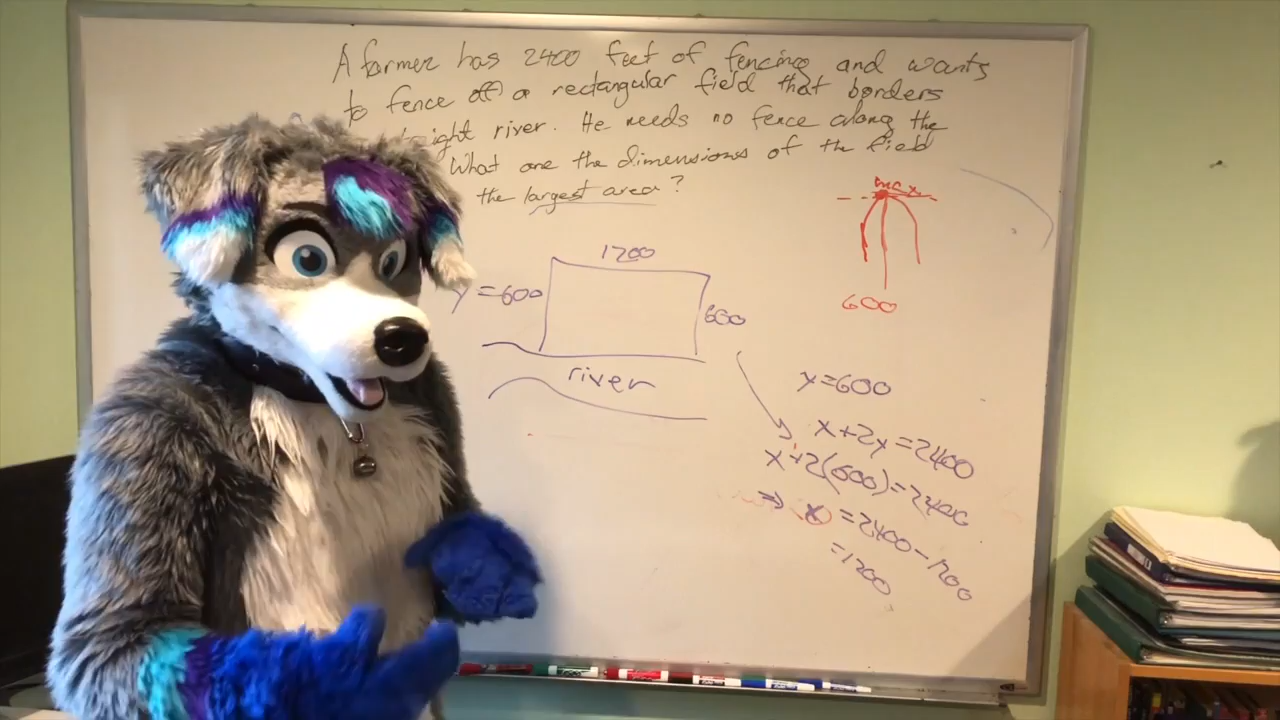 A farmer has 2400 feet of fencing and wants
to fence off a rectangular field that borders
ight river. He needs no fence along the
What are the dimensions of the field
the largest area?
max
1200
y = 600
600
600
river
y=600
x+2y=2400
x+2(600)=2400
⇒ x = 2400-1200
=1200